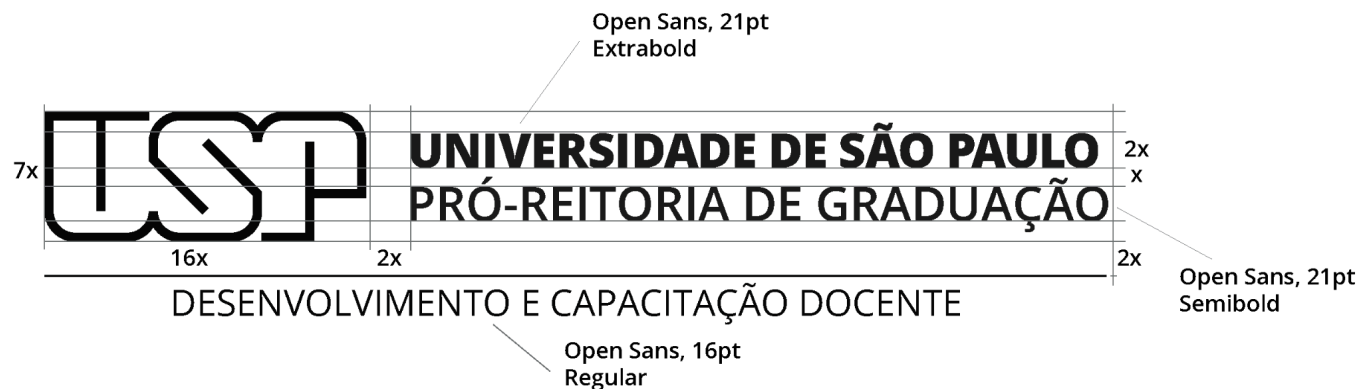 Open Sans, 21pt
Extrabold
USP
UNIVERSIDADE DE SÃO PAULO
2x
7x
x
PRÓ-REITORIA DE GRADUAÇÃO
16x
2x
2x
Open Sans, 21pt
Semibold
DESENVOLVIMENTO E CAPACITAÇÃO DOCENTE
Open Sans, 16pt
Regular